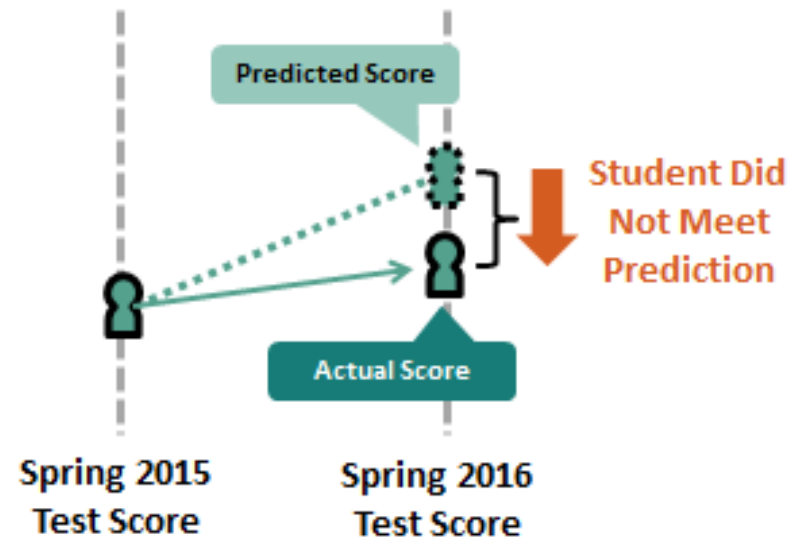 Predicted Score
Student Did
Not Meet
Prediction
Actual Score
Spring 2015
Test Score
Spring 2016
Test Score